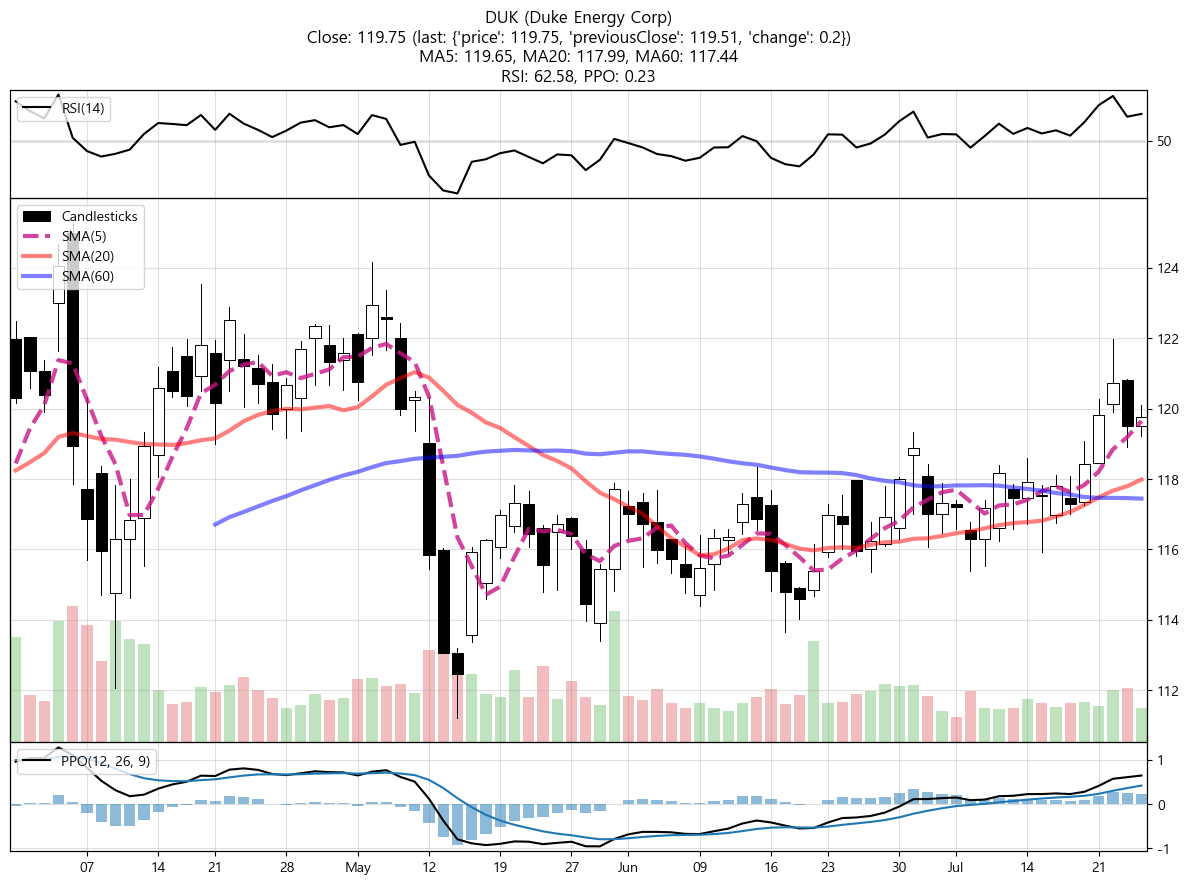 DUK (Duke Energy Corp)
Close: 119.75 (last: {'price': 119.75, 'previousClose': 119.51, 'change': 0.2})
MA5: 119.65, MA20: 117.99, MA60: 117.44
RSI: 62.58, PPO: 0.23
RSI(14)
50
Candlesticks
SMA(5)
SMA(20)
SMA(60)
124
122
120
118
116
114
112
PPO(12, 26, 9)
1
0
-1
07 14 21 28 May 12 19 27 Jun 09 16 23 30 Jul 14 21